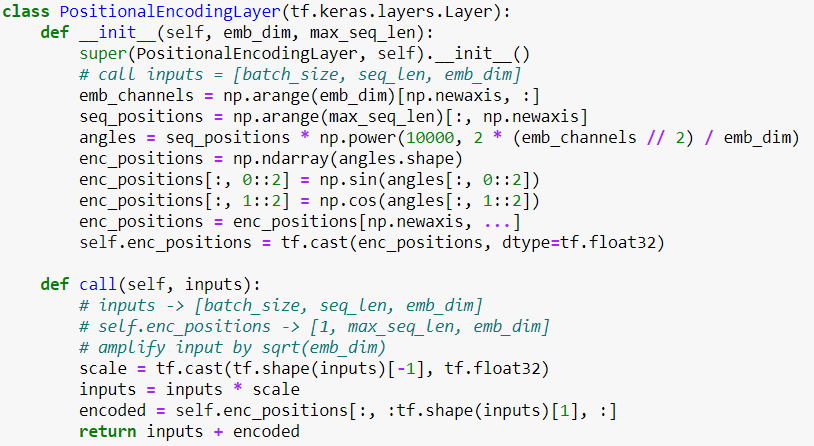 class PositionalEncodingLayer(tf.keras.layers.Layer):
    def __init__(self, emb_dim, max_seq_len):
        super(PositionalEncodingLayer, self).__init__()
        # call inputs = [batch_size, seq_len, emb_dim]
        emb_channels = np.arange(emb_dim)[np.newaxis, :]
        seq_positions = np.arange(max_seq_len)[:, np.newaxis]
        angles = seq_positions * np.power(10000, 2 * (emb_channels // 2) / emb_dim)
        enc_positions = np.ndarray(angles.shape)
        enc_positions[:, 0::2] = np.sin(angles[:, 0::2])
        enc_positions[:, 1::2] = np.cos(angles[:, 1::2])
        enc_positions = enc_positions[np.newaxis, ...]
        self.enc_positions = tf.cast(enc_positions, dtype=tf.float32)

    def call(self, inputs):
        # inputs -> [batch_size, seq_len, emb_dim]
        # self.enc_positions -> [1, max_seq_len, emb_dim]
        # amplify input by sqrt(emb_dim)
        scale = tf.cast(tf.shape(inputs)[-1], tf.float32)
        inputs = inputs * scale
        encoded = self.enc_positions[:, :tf.shape(inputs)[1], :]
        return inputs + encoded